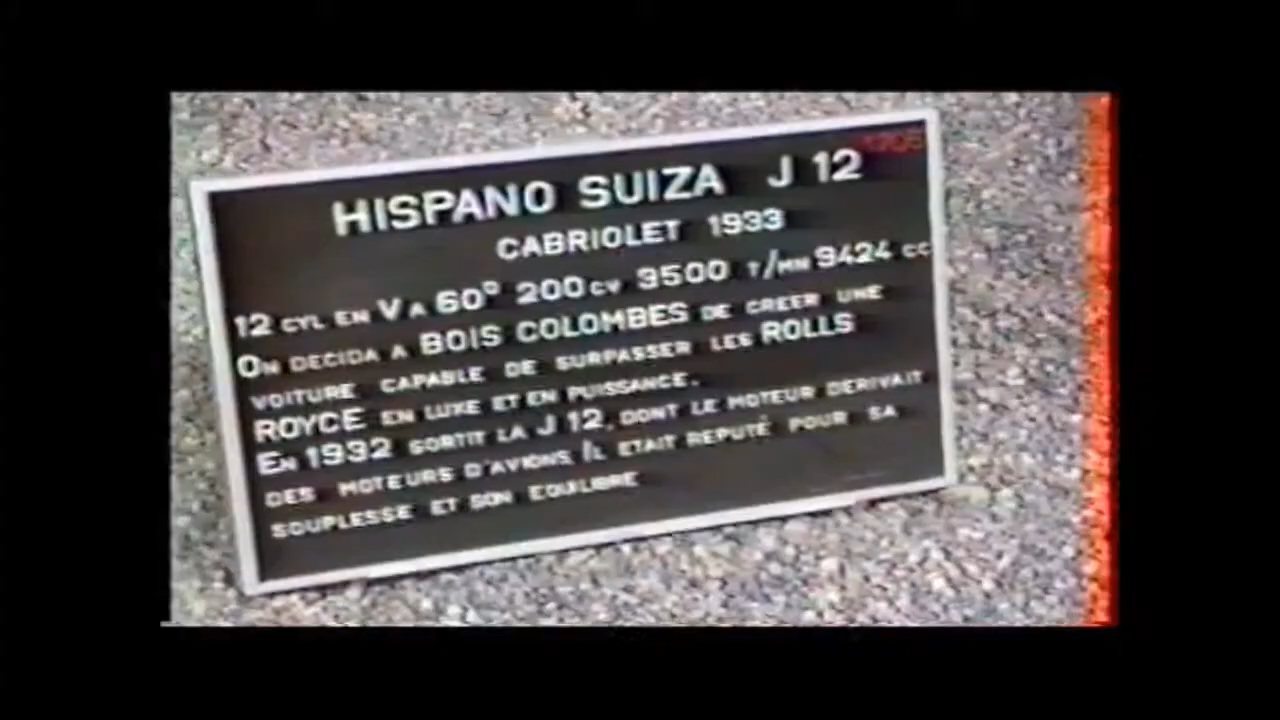 HISPANO SUIZA J 12
CABRIOLET 1933
12 CYL EN V A 60° 200 CV 3500 T/MN 9424 CC
ON DECIDA A BOIS COLOMBES DE CREER UNE
VOITURE CAPABLE DE SURPASSER LES ROLLS
ROYCE EN LUXE ET EN PUISSANCE.
EN 1932 SORTIT LA J 12, DONT LE MOTEUR DERIVAIT
DES MOTEURS D'AVIONS, IL ETAIT REPUTÉ POUR SA
SOUPLESSE ET SON EQUILIBRE